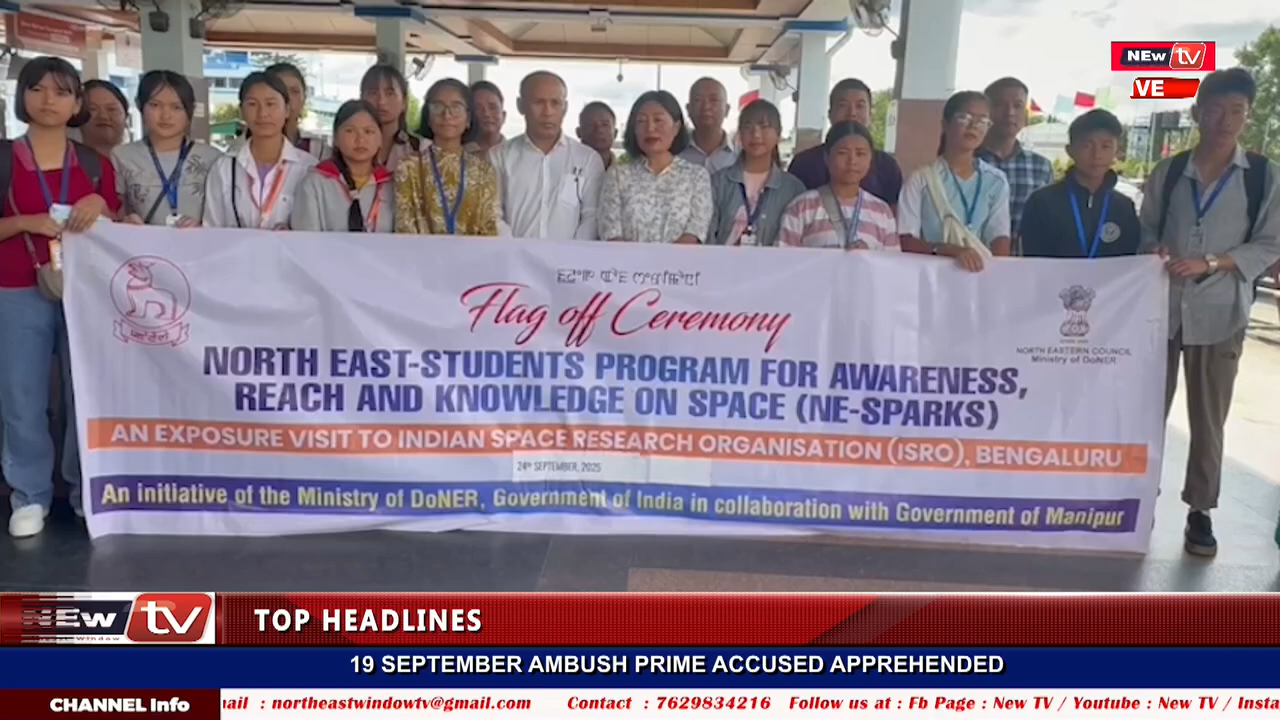 NEw tv
VE
Flag off Ceremony
NORTH EAST-STUDENTS PROGRAM FOR AWARENESS,
REACH AND KNOWLEDGE ON SPACE (NE-SPARKS)
NORTH EASTERN COUNCIL
Ministry of DoNER
AN EXPOSURE VISIT TO INDIAN SPACE RESEARCH ORGANISATION (ISRO), BENGALURU
24th SEPTEMBER, 2025
An initiative of the Ministry of DoNER, Government of India in collaboration with Government of Manipur
NEw tv
Window
TOP HEADLINES
19 SEPTEMBER AMBUSH PRIME ACCUSED APPREHENDED
CHANNEL Info
ail : northeastwindowtv@gmail.com Contact : 7629834216 Follow us at : Fb Page : New TV / Youtube : New TV / Insta